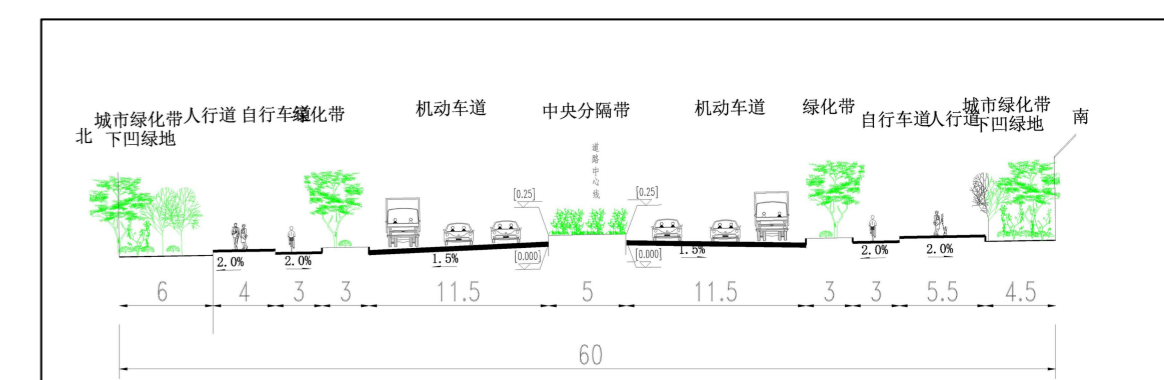 城市绿化带
下凹绿地
北
人行道
自行车道
绿化带
机动车道
中央分隔带
机动车道
绿化带
自行车道
人行道
城市绿化带
下凹绿地
南
道路中心线
[0.25]
[0.25]
[0.000]
[0.000]
2.0%
2.0%
1.5%
1.5%
2.0%
2.0%
6
4
3
3
11.5
5
11.5
3
3
5.5
4.5
60